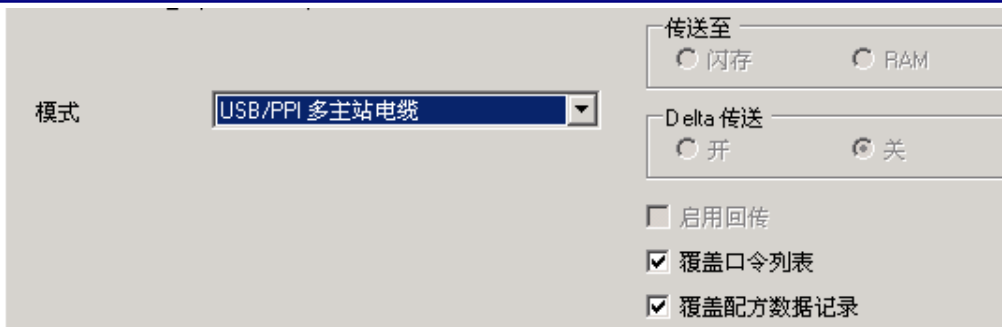 传送至
闪存 RAM
模式 USB/PPI 多主站电缆
Delta 传送
开 关
启用回传
覆盖口令列表
覆盖配方数据记录